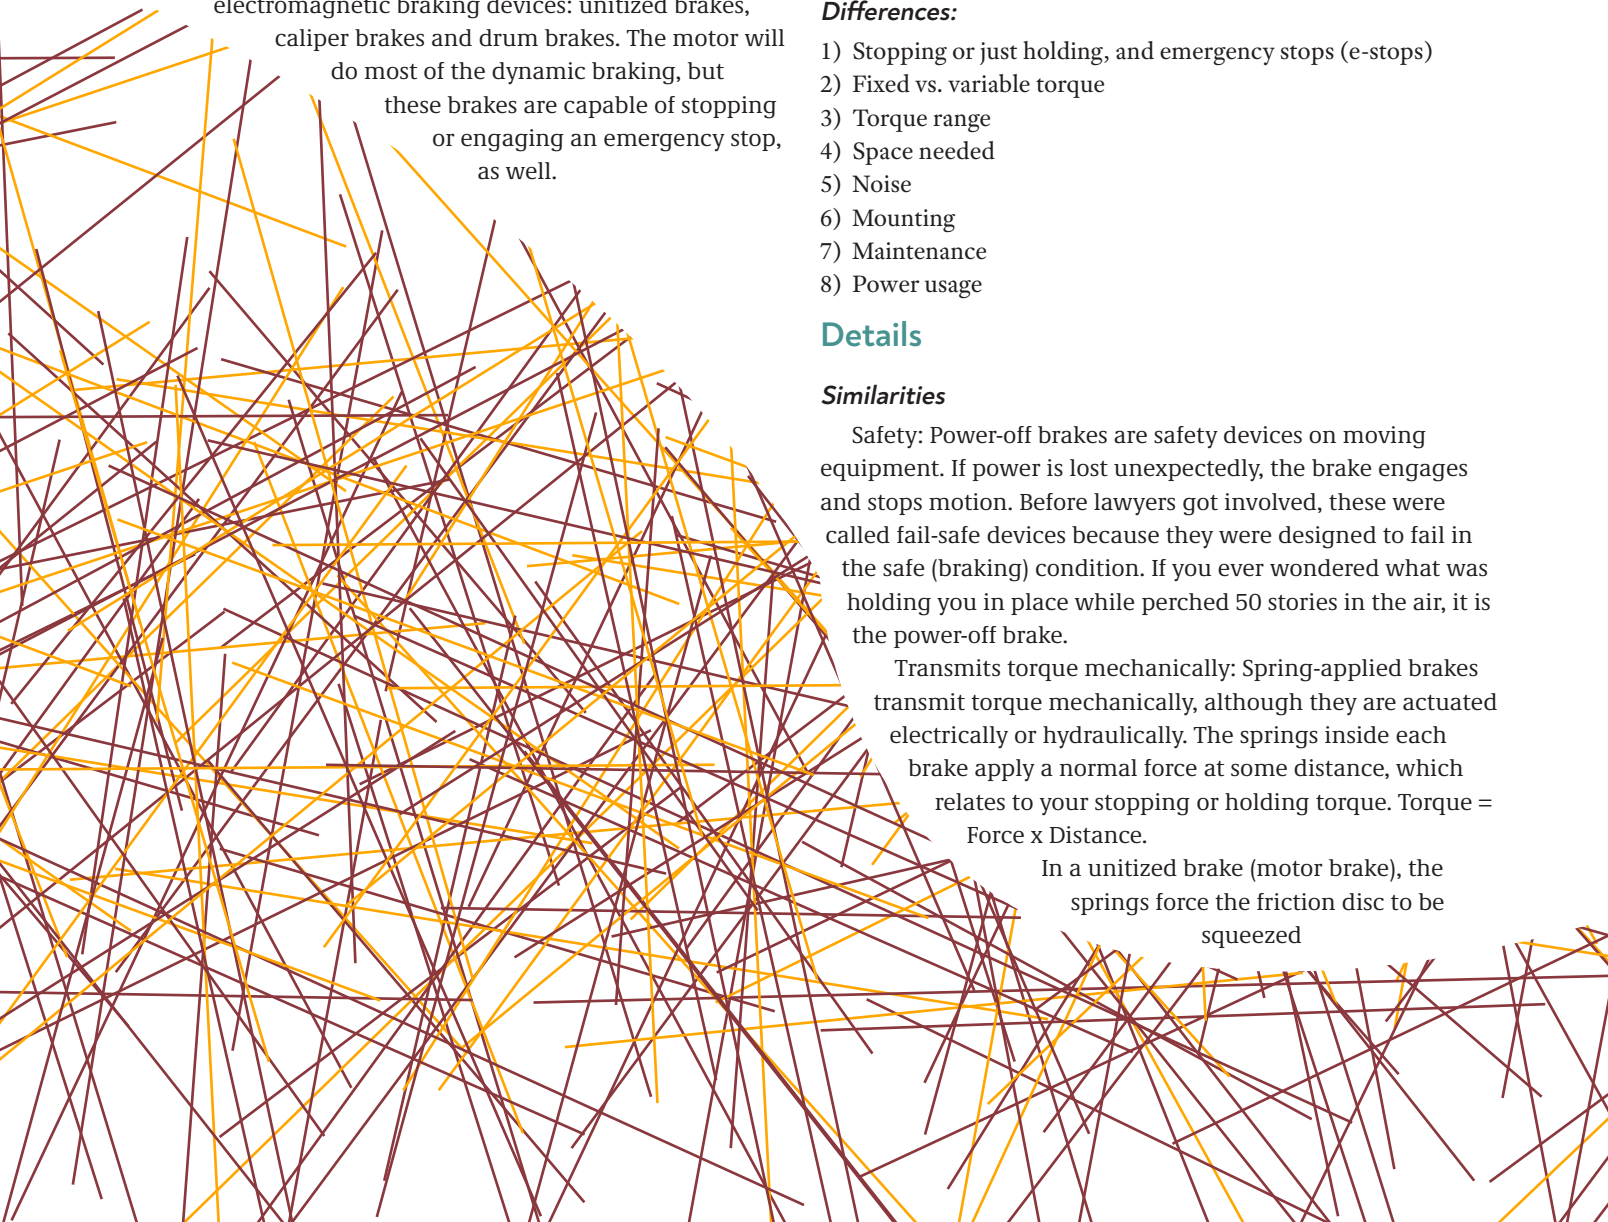 electromagnetic braking devices: unitized brakes,
caliper brakes and drum brakes. The motor will
do most of the dynamic braking, but
these brakes are capable of stopping
or engaging an emergency stop,
as well.
Differences:
1) Stopping or just holding, and emergency stops (e-stops)
2) Fixed vs. variable torque
3) Torque range
4) Space needed
5) Noise
6) Mounting
7) Maintenance
8) Power usage
Details
Similarities
Safety: Power-off brakes are safety devices on moving
equipment. If power is lost unexpectedly, the brake engages
and stops motion. Before lawyers got involved, these were
called fail-safe devices because they were designed to fail in
the safe (braking) condition. If you ever wondered what was
holding you in place while perched 50 stories in the air, it is
the power-off brake.
Transmits torque mechanically: Spring-applied brakes
transmit torque mechanically, although they are actuated
electrically or hydraulically. The springs inside each
brake apply a normal force at some distance, which
relates to your stopping or holding torque. Torque =
Force x Distance.
In a unitized brake (motor brake), the
springs force the friction disc to be
squeezed